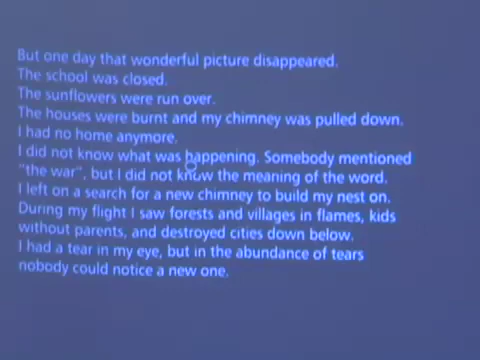 But one day that wonderful picture disappeared.
The school was closed.
The sunflowers were run over.
The houses were burnt and my chimney was pulled down.
I had no home anymore.
I did not know what was happening. Somebody mentioned
"the war", but I did not know the meaning of the word.
I left on a search for a new chimney to build my nest on.
During my flight I saw forests and villages in flames, kids
without parents, and destroyed cities down below.
I had a tear in my eye, but in the abundance of tears
nobody could notice a new one.